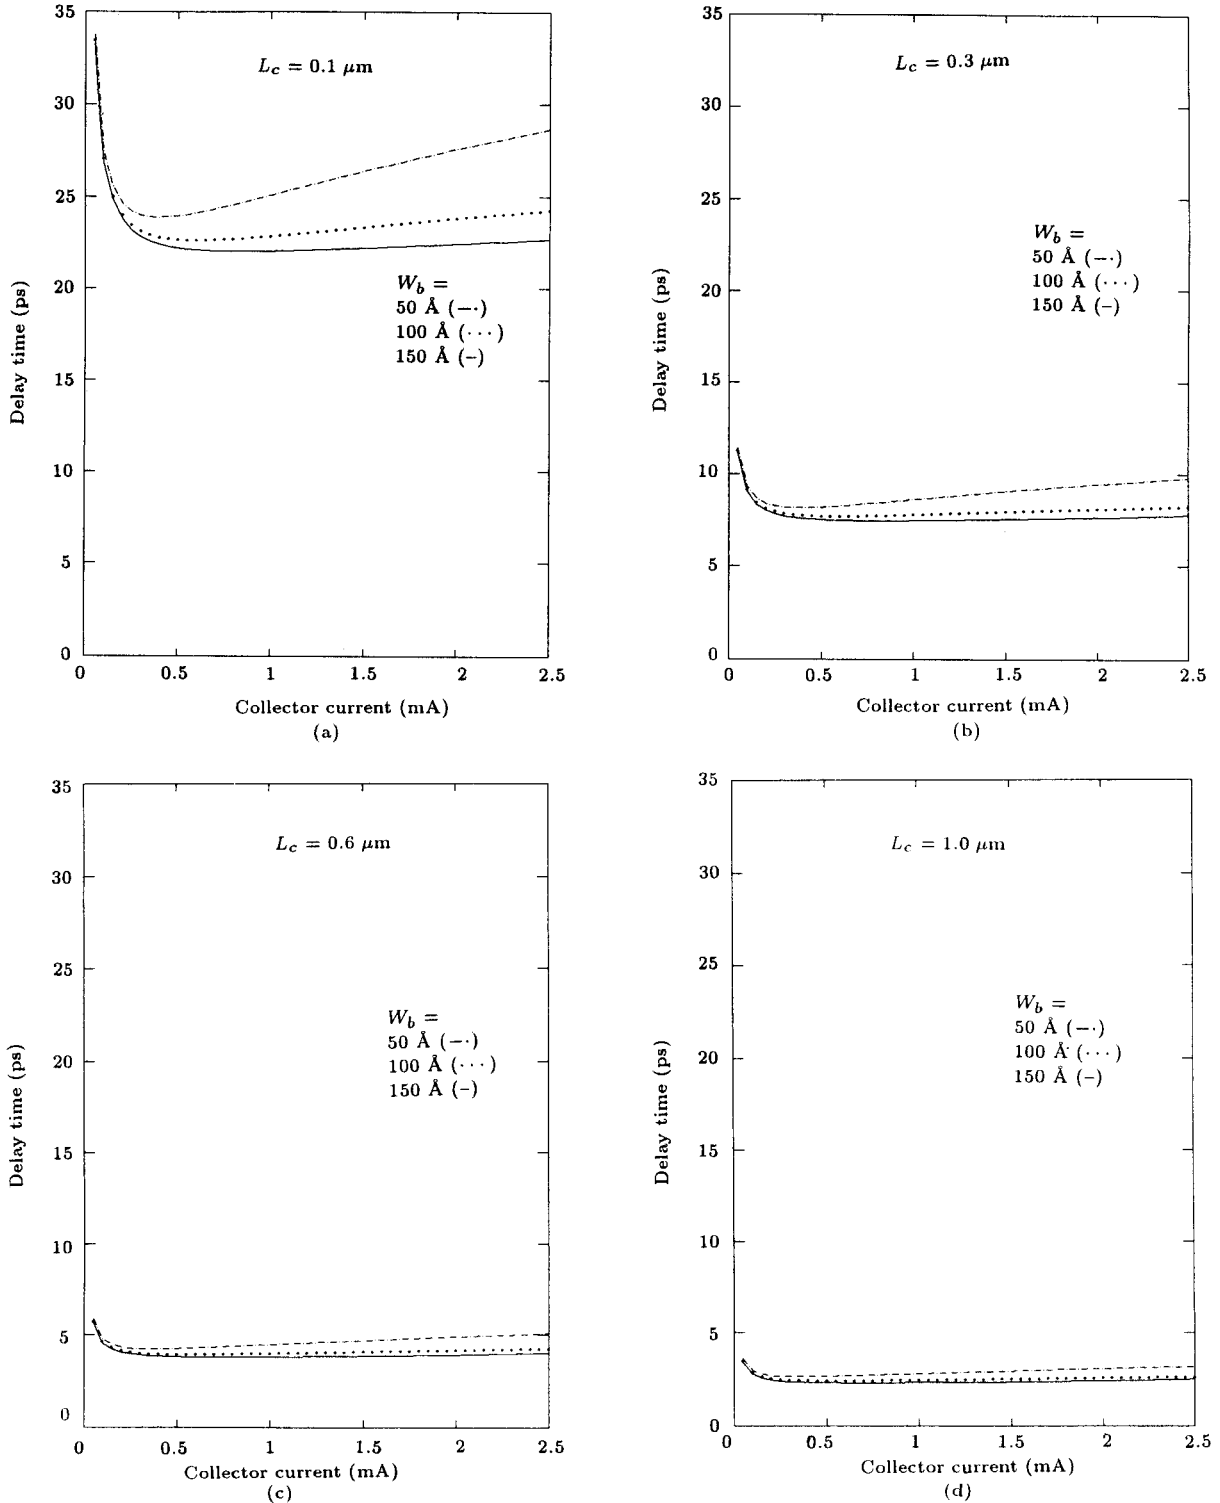 35
30
25
20
15
10
5
0
Delay time (ps)
L_c = 0.1 μm
W_b =
50 Å (—·)
100 Å (···)
150 Å (–)
0 0.5 1 1.5 2 2.5
Collector current (mA)
(a)
35
30
25
20
15
10
5
0
Delay time (ps)
L_c = 0.3 μm
W_b =
50 Å (—·)
100 Å (···)
150 Å (–)
0 0.5 1 1.5 2 2.5
Collector current (mA)
(b)
35
30
25
20
15
10
5
0
Delay time (ps)
L_c = 0.6 μm
W_b =
50 Å (—·)
100 Å (···)
150 Å (–)
0 0.5 1 1.5 2 2.5
Collector current (mA)
(c)
35
30
25
20
15
10
5
0
Delay time (ps)
L_c = 1.0 μm
W_b =
50 Å (—·)
100 Å (···)
150 Å (–)
0 0.5 1 1.5 2 2.5
Collector current (mA)
(d)